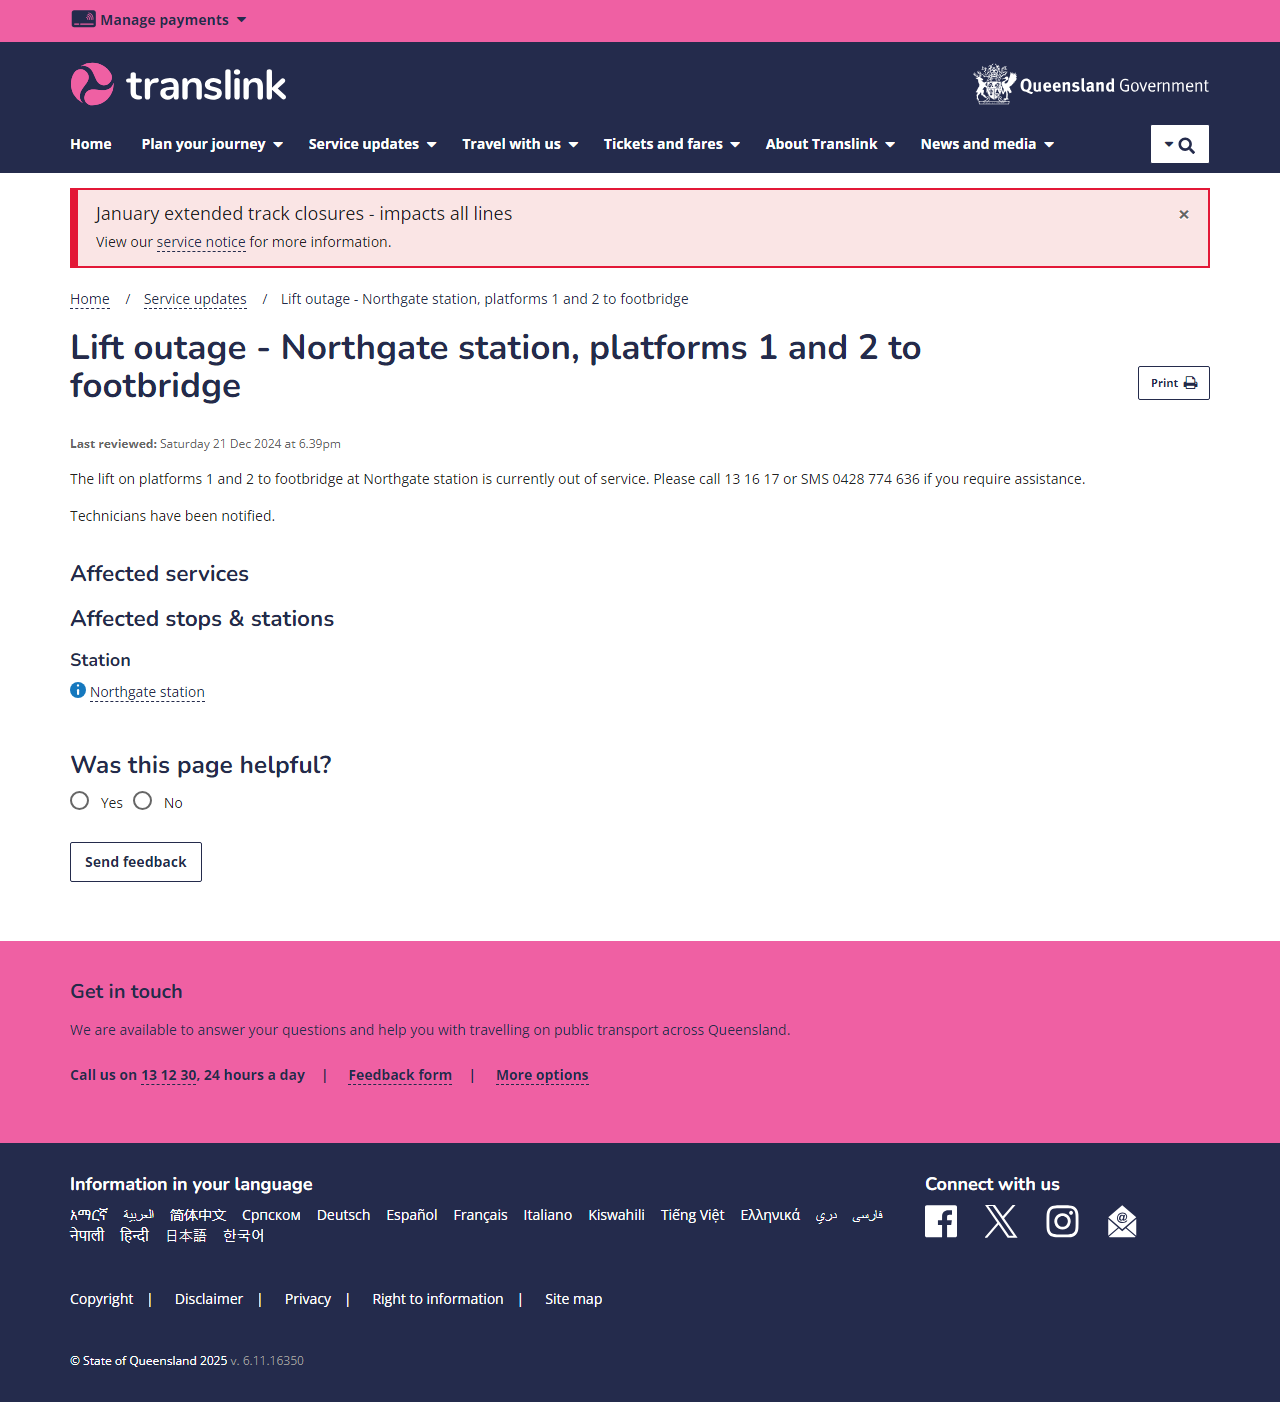 Manage payments
translink
Queensland Government
Home Plan your journey Service updates Travel with us Tickets and fares About Translink News and media
January extended track closures - impacts all lines ×
View our service notice for more information.
Home / Service updates / Lift outage - Northgate station, platforms 1 and 2 to footbridge
Lift outage - Northgate station, platforms 1 and 2 to
footbridge
Print
Last reviewed: Saturday 21 Dec 2024 at 6.39pm
The lift on platforms 1 and 2 to footbridge at Northgate station is currently out of service. Please call 13 16 17 or SMS 0428 774 636 if you require assistance.
Technicians have been notified.
Affected services
Affected stops & stations
Station
Northgate station
Was this page helpful?
Yes No
Send feedback
Get in touch
We are available to answer your questions and help you with travelling on public transport across Queensland.
Call us on 13 12 30, 24 hours a day | Feedback form | More options
Information in your language
አማርኛ العربية 简体中文 Српском Deutsch Español Français Italiano Kiswahili Tiếng Việt Ελληνικά دري فارسی
नेपाली हिन्दी 日本語 한국어
Connect with us
Copyright | Disclaimer | Privacy | Right to information | Site map
© State of Queensland 2025 v. 6.11.16350